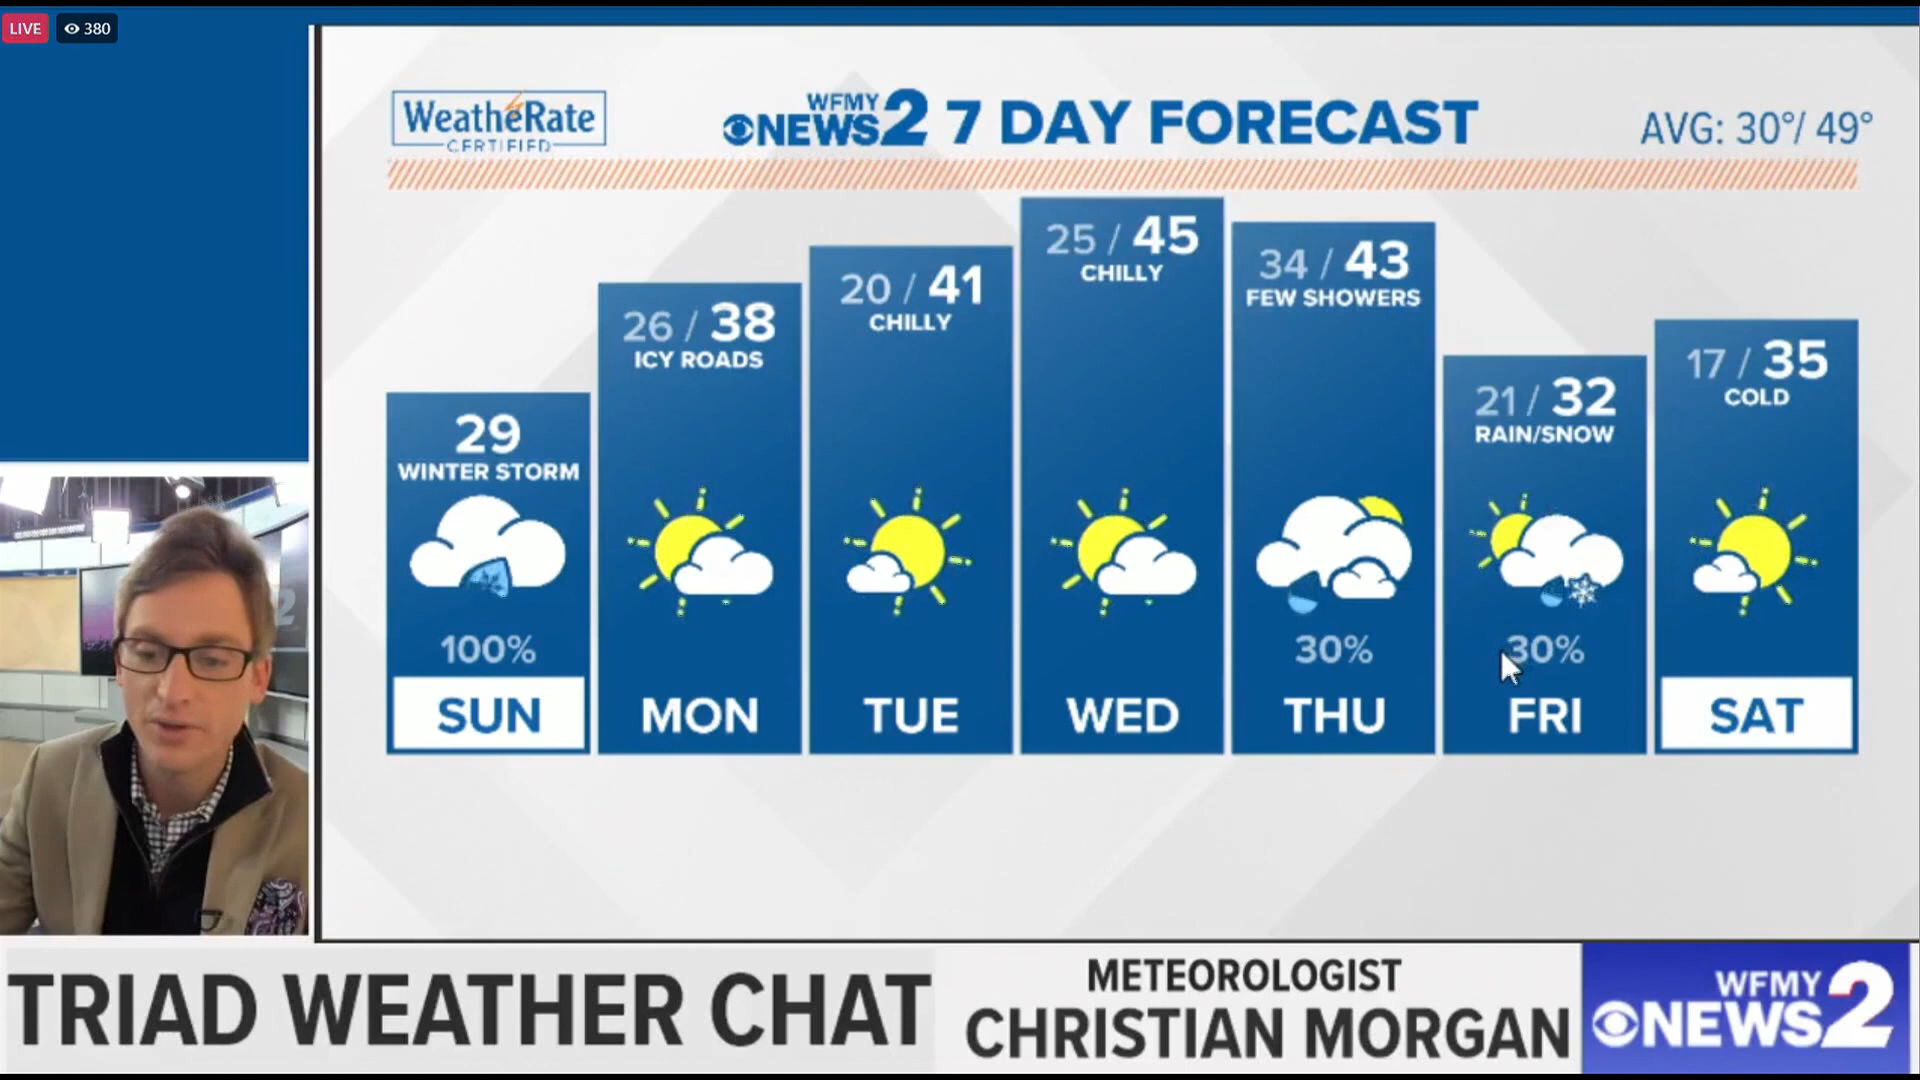 LIVE
380
WeatheRate
CERTIFIED
WFMY
NEWS 2
7 DAY FORECAST
AVG: 30°/ 49°
29
WINTER STORM
100%
SUN
26 / 38
ICY ROADS
MON
20 / 41
CHILLY
TUE
25 / 45
CHILLY
WED
34 / 43
FEW SHOWERS
30%
THU
21 / 32
RAIN/SNOW
30%
FRI
17 / 35
COLD
SAT
2
TRIAD WEATHER CHAT
METEOROLOGIST
CHRISTIAN MORGAN
WFMY
NEWS 2